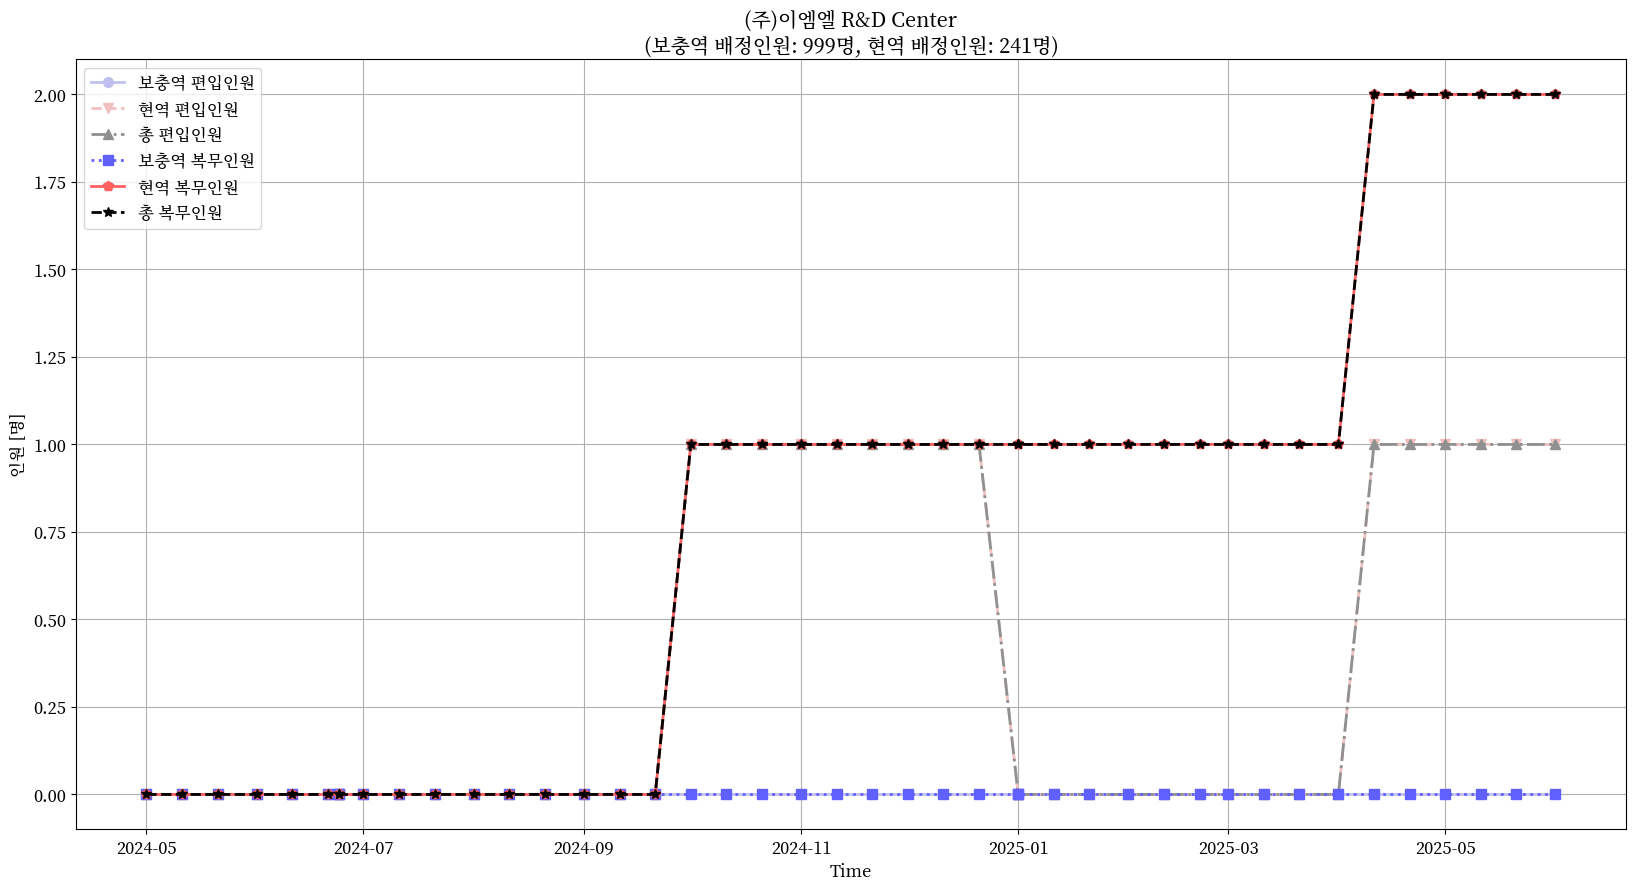 (주)이엠엘 R&D Center
(보충역 배정인원: 999명, 현역 배정인원: 241명)
보충역 편입인원
현역 편입인원
총 편입인원
보충역 복무인원
현역 복무인원
총 복무인원
인원 [명]
2.00
1.75
1.50
1.25
1.00
0.75
0.50
0.25
0.00
2024-05 2024-07 2024-09 2024-11 2025-01 2025-03 2025-05
Time